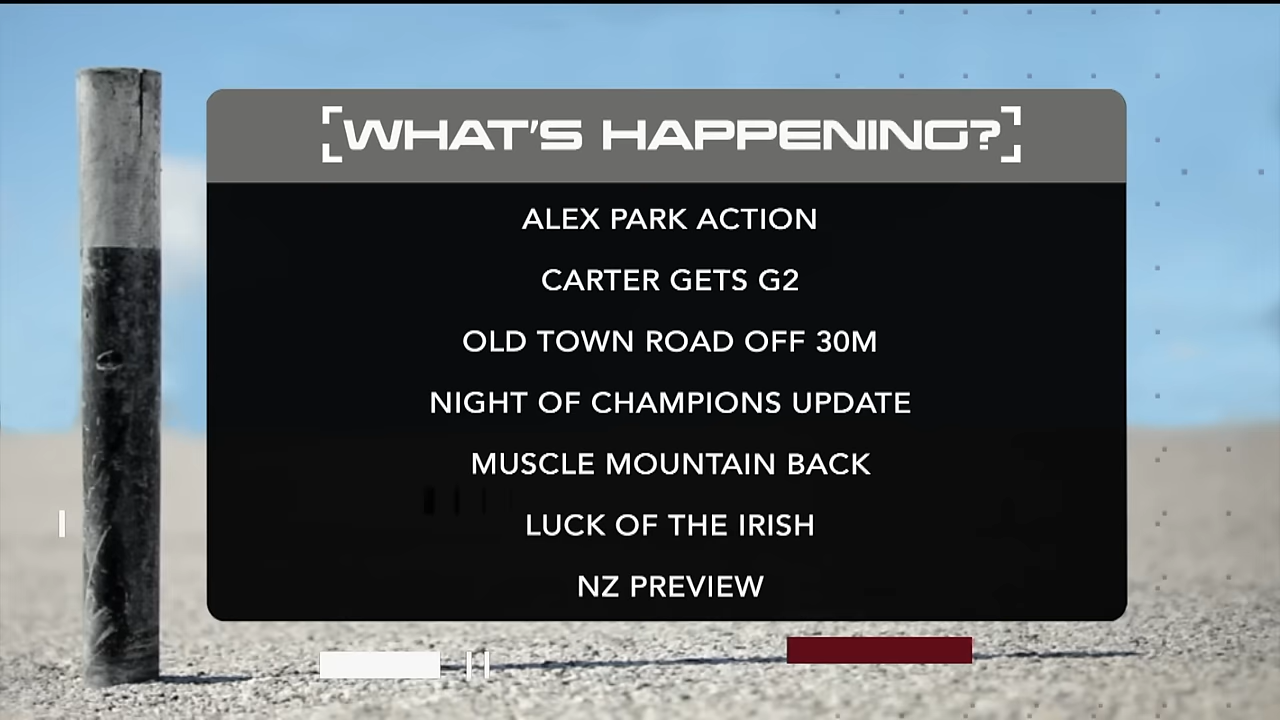 WHAT'S HAPPENING?
ALEX PARK ACTION
CARTER GETS G2
OLD TOWN ROAD OFF 30M
NIGHT OF CHAMPIONS UPDATE
MUSCLE MOUNTAIN BACK
LUCK OF THE IRISH
NZ PREVIEW